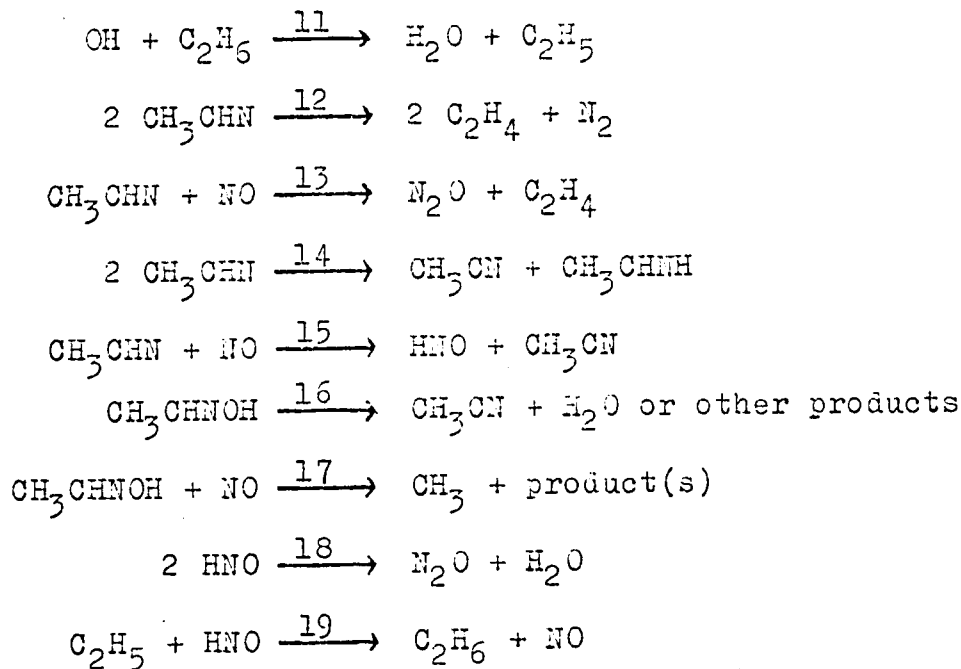 OH + C₂H₆ —11→ H₂O + C₂H₅
2 CH₃CHN —12→ 2 C₂H₄ + N₂
CH₃CHN + NO —13→ N₂O + C₂H₄
2 CH₃CHN —14→ CH₃CN + CH₃CHNH
CH₃CHN + NO —15→ HNO + CH₃CN
CH₃CHNOH —16→ CH₃CN + H₂O or other products
CH₃CHNOH + NO —17→ CH₃ + product(s)
2 HNO —18→ N₂O + H₂O
C₂H₅ + HNO —19→ C₂H₆ + NO